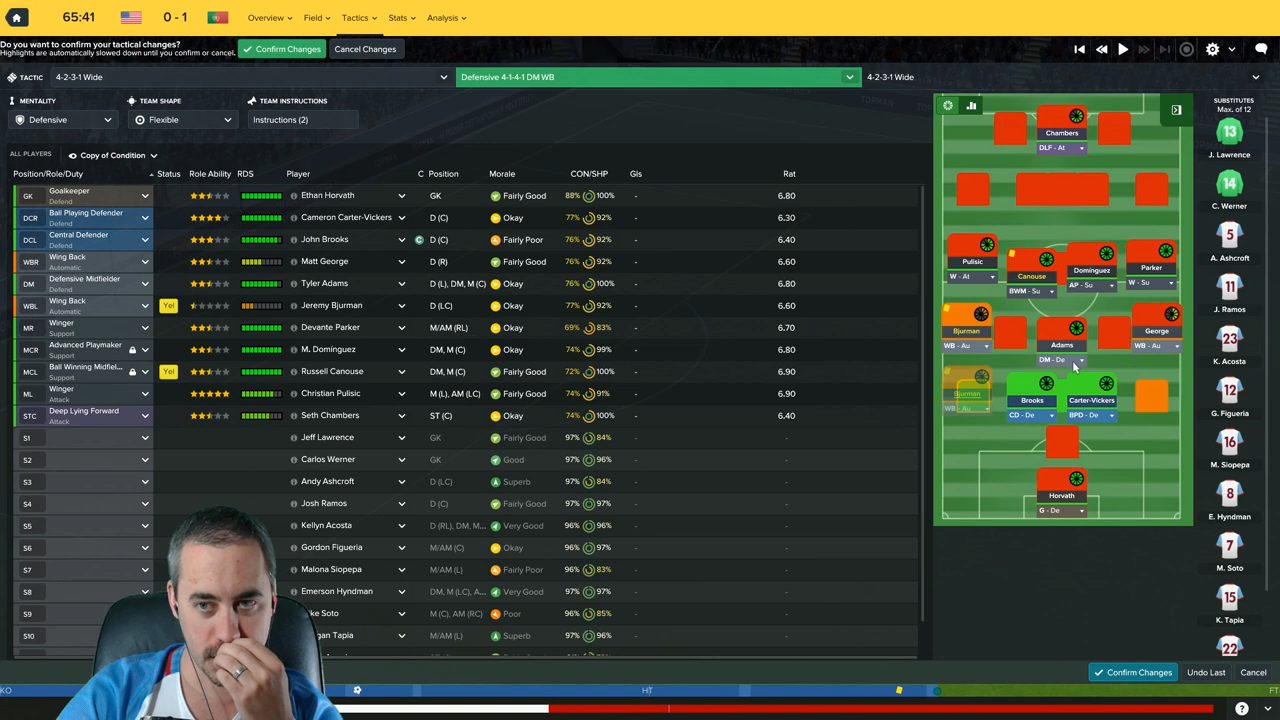 65:41
0 - 1
Overview
Field
Tactics
Stats
Analysis
Do you want to confirm your tactical changes?
Highlights are automatically slowed down until you confirm or cancel.
Confirm Changes
Cancel Changes
TACTIC
4-2-3-1 Wide
Defensive 4-1-4-1 DM WB
4-2-3-1 Wide
MENTALITY
TEAM SHAPE
TEAM INSTRUCTIONS
Defensive
Flexible
Instructions (2)
ALL PLAYERS
Copy of Condition
Position/Role/Duty Status Role Ability RDS Player C Position Morale CON/SHP Gls Rat
GK Goalkeeper Defend Ethan Horvath GK Fairly Good 88% 100% - 6.80
DCR Ball Playing Defender Defend Cameron Carter-Vickers D (C) Okay 77% 92% - 6.30
DCL Central Defender Defend John Brooks C D (C) Fairly Poor 76% 92% - 6.40
WBR Wing Back Automatic Matt George D (R) Fairly Good 76% 92% - 6.60
DM Defensive Midfielder Defend Tyler Adams D (L), DM, M (C) Okay 76% 100% - 6.80
WBL Wing Back Automatic Yel Jeremy Bjurman D (LC) Okay 77% 92% - 6.60
MR Winger Support Devante Parker M/AM (RL) Okay 69% 83% - 6.70
MCR Advanced Playmaker Support M. Domínguez DM, M (C) Okay 74% 99% - 6.80
MCL Ball Winning Midfiel... Support Yel Russell Canouse DM, M (C) Okay 72% 100% - 6.90
ML Winger Attack Christian Pulisic M (L), AM (RLC) Fairly Good 74% 91% - 6.90
STC Deep Lying Forward Attack Seth Chambers ST (C) Okay 74% 100% - 6.40
S1 Jeff Lawrence GK Fairly Good 97% 84% - -
S2 Carlos Werner GK Good 97% 96% - -
S3 Andy Ashcroft D (LC) Superb 97% 84% - -
S4 Josh Ramos D (C) Fairly Good 97% 97% - -
S5 Kellyn Acosta D (RL), DM, M... Very Good 96% 96% - -
S6 Gordon Figueria M/AM (C) Okay 96% 97% - -
S7 Malona Siopepa M/AM (L) Fairly Poor 96% 83% - -
S8 Emerson Hyndman DM, M (LC), A... Very Good 97% 97% - -
S9 Soto M (C), AM (RC) Poor 96% 85% - -
S10 Tapia M/AM (L) Superb 97% 96% - -
Chambers
DLF - At
Pulisic
W - At
Canouse
BWM - Su
Domínguez
AP - Su
Parker
W - Su
Bjurman
WB - Au
Adams
DM - De
George
WB - Au
Bjurman
WB - Au
Brooks
CD - De
Carter-Vickers
BPD - De
Horvath
G - De
SUBSTITUTES
Max. of 12
13
J. Lawrence
14
C. Werner
5
A. Ashcroft
11
J. Ramos
23
K. Acosta
12
G. Figueria
16
M. Siopepa
8
E. Hyndman
7
M. Soto
15
K. Tapia
22
Confirm Changes
Undo Last
Cancel
KO
HT
FT